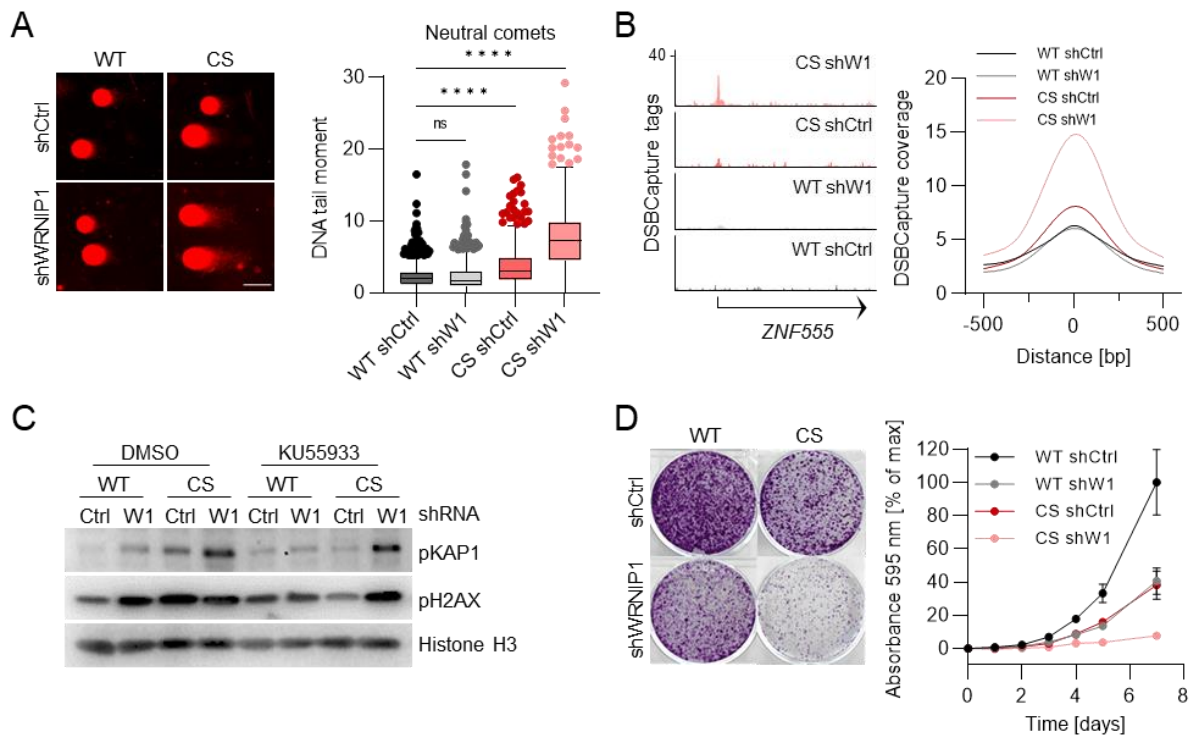 A
WT CS
shCtrl
shWRNIP1
Neutral comets
* * * *
* * * *
ns
DNA tail moment
30
20
10
0
WT shCtrl
WT shW1
CS shCtrl
CS shW1
B
DSBCapture tags
40
CS shW1
CS shCtrl
WT shW1
WT shCtrl
ZNF555
WT shCtrl
WT shW1
CS shCtrl
CS shW1
DSBCapture coverage
20
15
10
5
0
-500 0 500
Distance [bp]
C
DMSO KU55933
WT CS WT CS
Ctrl W1 Ctrl W1 Ctrl W1 Ctrl W1 shRNA
pKAP1
pH2AX
Histone H3
D
WT CS
shCtrl
shWRNIP1
Absorbance 595 nm [% of max]
120
100
80
60
40
20
0
WT shCtrl
WT shW1
CS shCtrl
CS shW1
0 2 4 6 8
Time [days]